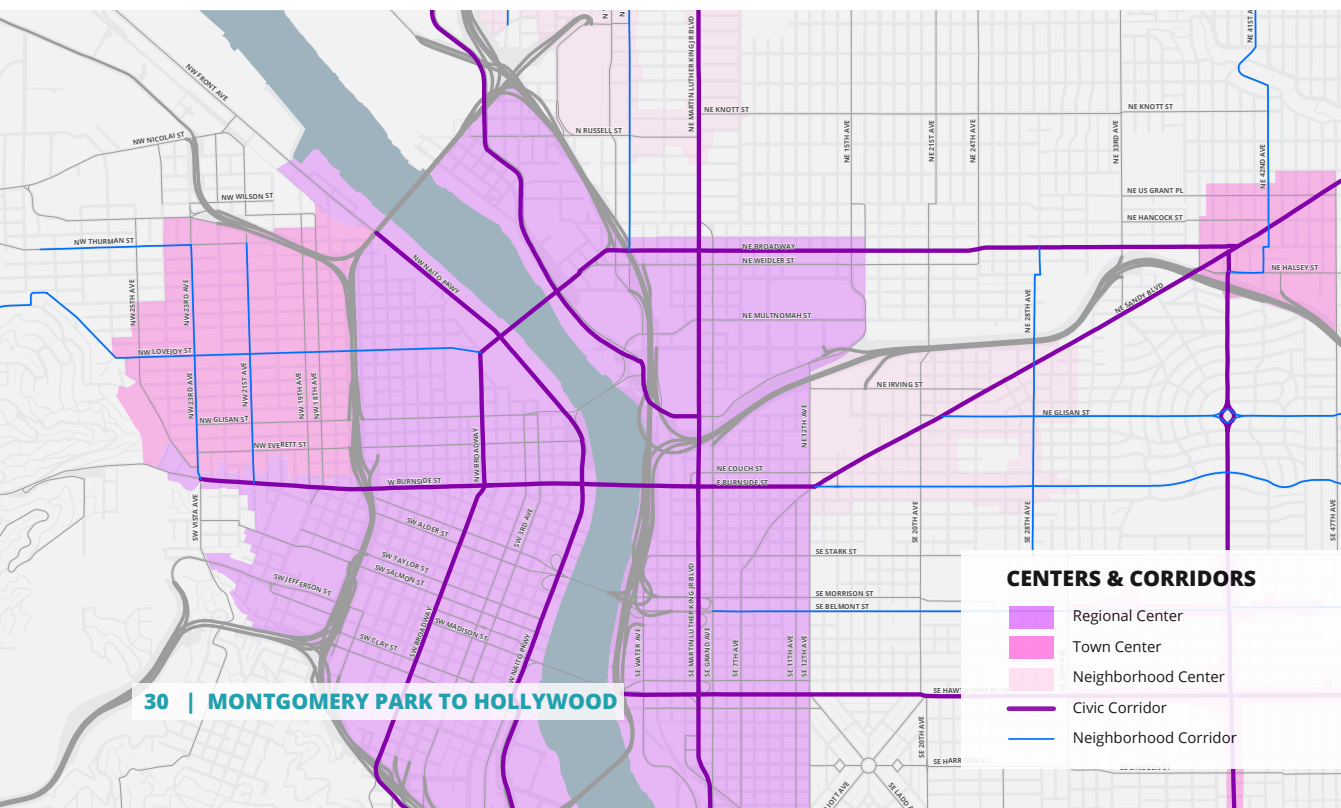 NE 41ST A
NE MARTIN LUTHER KING JR BLVD
NW FRONT AVE
NE KNOTT ST
NE KNOTT ST
N RUSSELL ST
NW NICOLAI ST
NE 15TH AVE
NE 21ST AVE
NE 24TH AVE
NE 33RD AVE
NE 42ND AVE
NW WILSON ST
NE US GRANT PL
NE HANCOCK ST
NW THURMAN ST
NE BROADWAY
NE WEIDLER ST
NE HALSEY ST
NW NAITO PKWY
NW 25TH AVE
NW 23RD AVE
NE SANDY BLVD
NE 28TH AVE
NE MULTNOMAH ST
NW LOVEJOY ST
NW 23RD AVE
NW 21ST AVE
NW 19TH AVE
NW 18TH AVE
NE IRVING ST
NW GLISAN ST
NE GLISAN ST
NE 12TH AVE
NW EVERETT ST
NW BROADWAY
NE COUCH ST
W BURNSIDE ST
E BURNSIDE ST
SW VISTA AVE
SW ALDER ST
SW 3RD AVE
SE 20TH AVE
SE 28TH AVE
SE 47TH AVE
SE STARK ST
SW TAYLOR ST
SW SALMON ST
SW JEFFERSON ST
SE MARTIN LUTHER KING JR BLVD
SE MORRISON ST
SE BELMONT ST
SW MADISON ST
SW CLAY ST
SW BROADWAY
SE WATER AVE
SE GRAND AVE
SE 7TH AVE
SE 11TH AVE
SE 12TH AVE
SE 20TH AVE
CENTERS & CORRIDORS
Regional Center
Town Center
Neighborhood Center
Civic Corridor
Neighborhood Corridor
30 | MONTGOMERY PARK TO HOLLYWOOD
SE LADD A